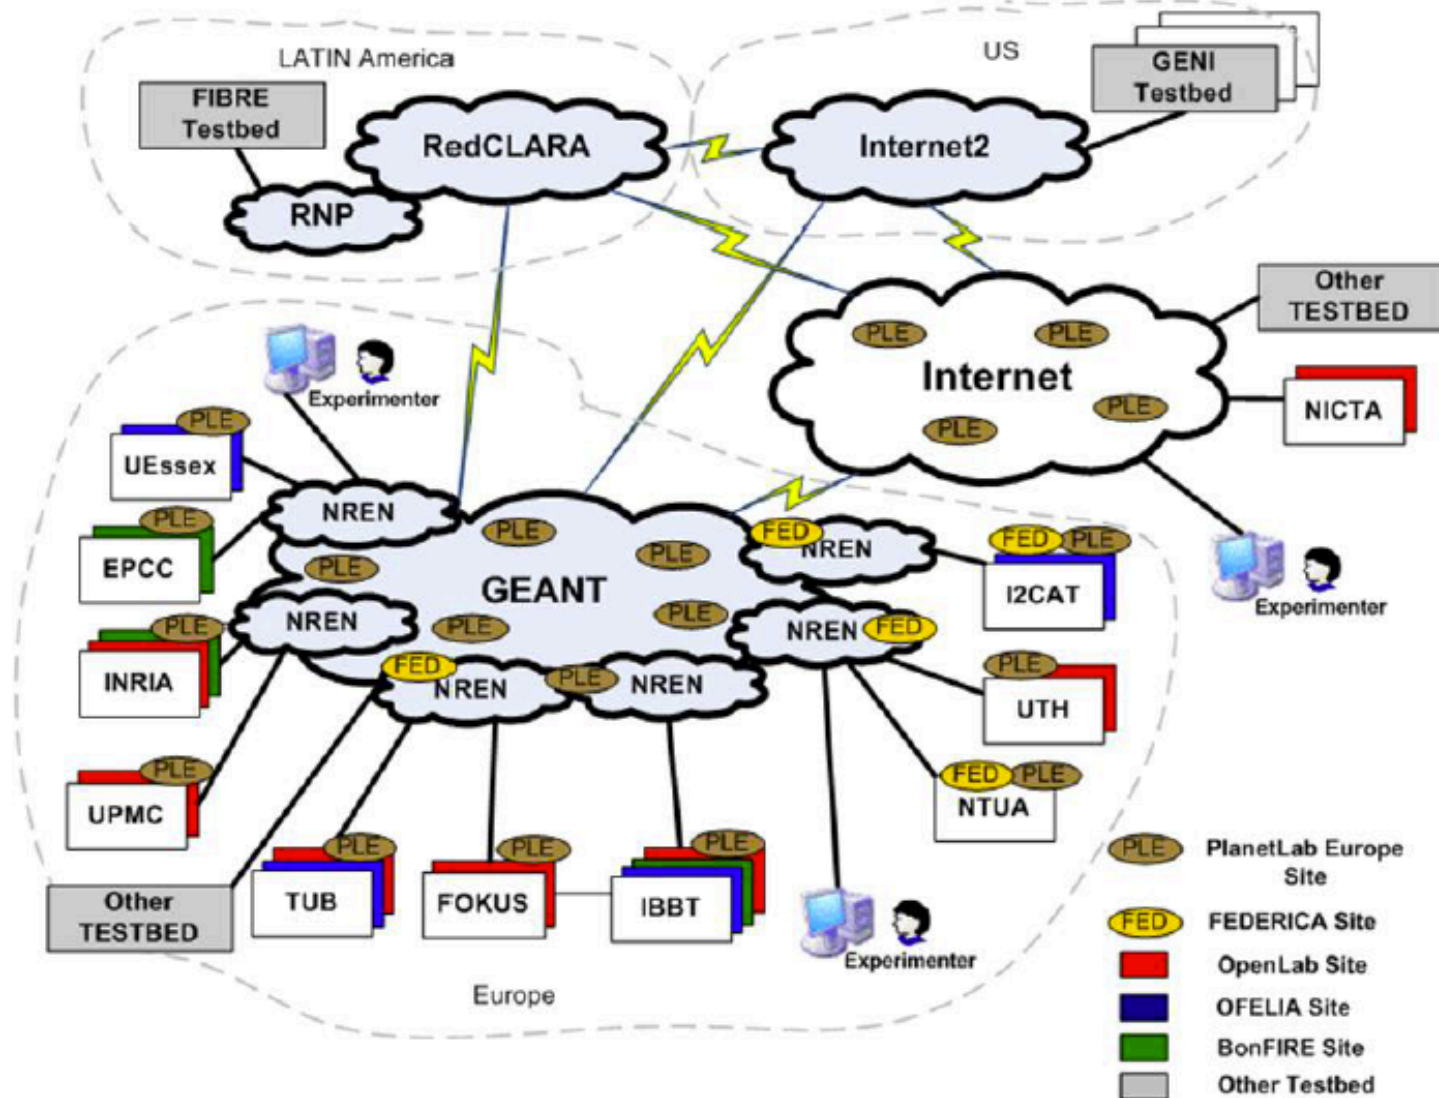 LATIN America
US
FIBRE
Testbed
GENI
Testbed
RedCLARA
Internet2
RNP
Other
TESTBED
PLE
PLE
Internet
PLE
PLE
NICTA
Experimenter
PLE
UEssex
NREN
PLE
EPCC
PLE
PLE
PLE
GEANT
FED
NREN
FED
PLE
I2CAT
Experimenter
PLE
INRIA
NREN
PLE
PLE
NREN
FED
FED
NREN
PLE
NREN
PLE
UTH
PLE
UPMC
FED
PLE
NTUA
Other
TESTBED
PLE
TUB
PLE
FOKUS
PLE
IBBT
Experimenter
Europe
PLE
PlanetLab Europe
Site
FED
FEDERICA Site
OpenLab Site
OFELIA Site
BonFIRE Site
Other Testbed